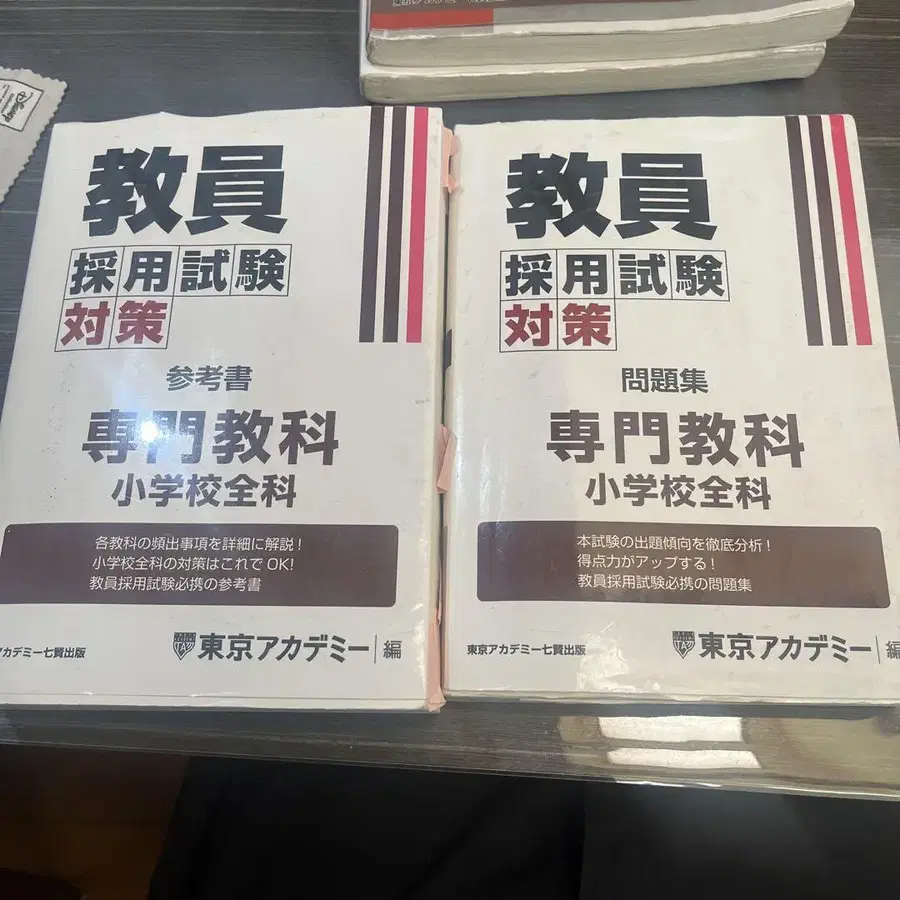 Disney
教員
採用試験
対策
参考書
専門教科
小学校全科
各教科の頻出事項を詳細に解説！
小学校全科の対策はこれでOK!
教員採用試験必携の参考書
アカデミー七賢出版
東京アカデミー 編
教員
採用試験
対策
問題集
専門教科
小学校全科
本試験の出題傾向を徹底分析！
得点力がアップする！
教員採用試験必携の問題集
東京アカデミー七賢出版
東京アカデミー 編